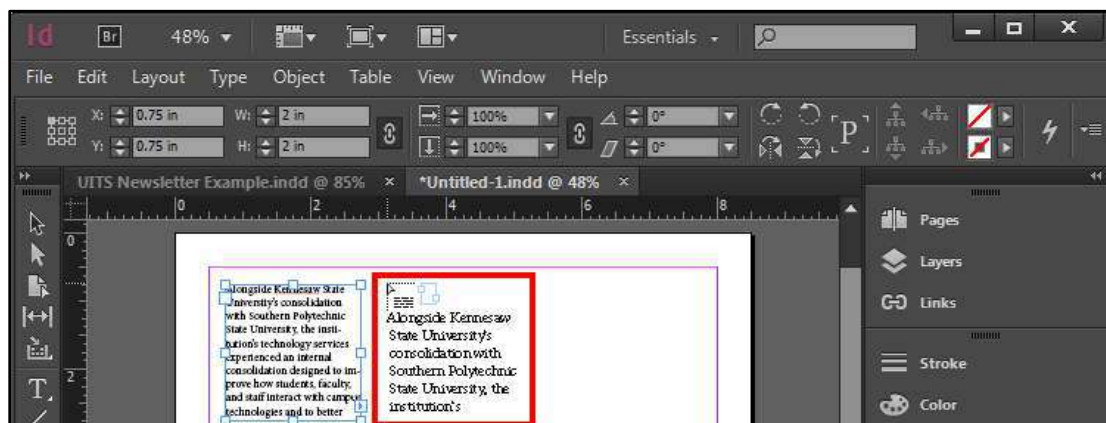 Id Br 48% Essentials
File Edit Layout Type Object Table View Window Help
X: 0.75 in W: 2 in 100% 0°
Y: 0.75 in H: 2 in 100% 0°
P
UITS Newsletter Example.indd @ 85% × *Untitled-1.indd @ 48% ×
0 2 4 6 8
0
2
T
Alongside Kennesaw State
University's consolidation
with Southern Polytechnic
State University, the insti-
tution's technology services
experienced an internal
consolidation designed to im-
prove how students, faculty,
and staff interact with campus
technologies and to better
Alongside Kennesaw
State University's
consolidation with
Southern Polytechnic
State University, the
institution's
Pages
Layers
Links
Stroke
Color